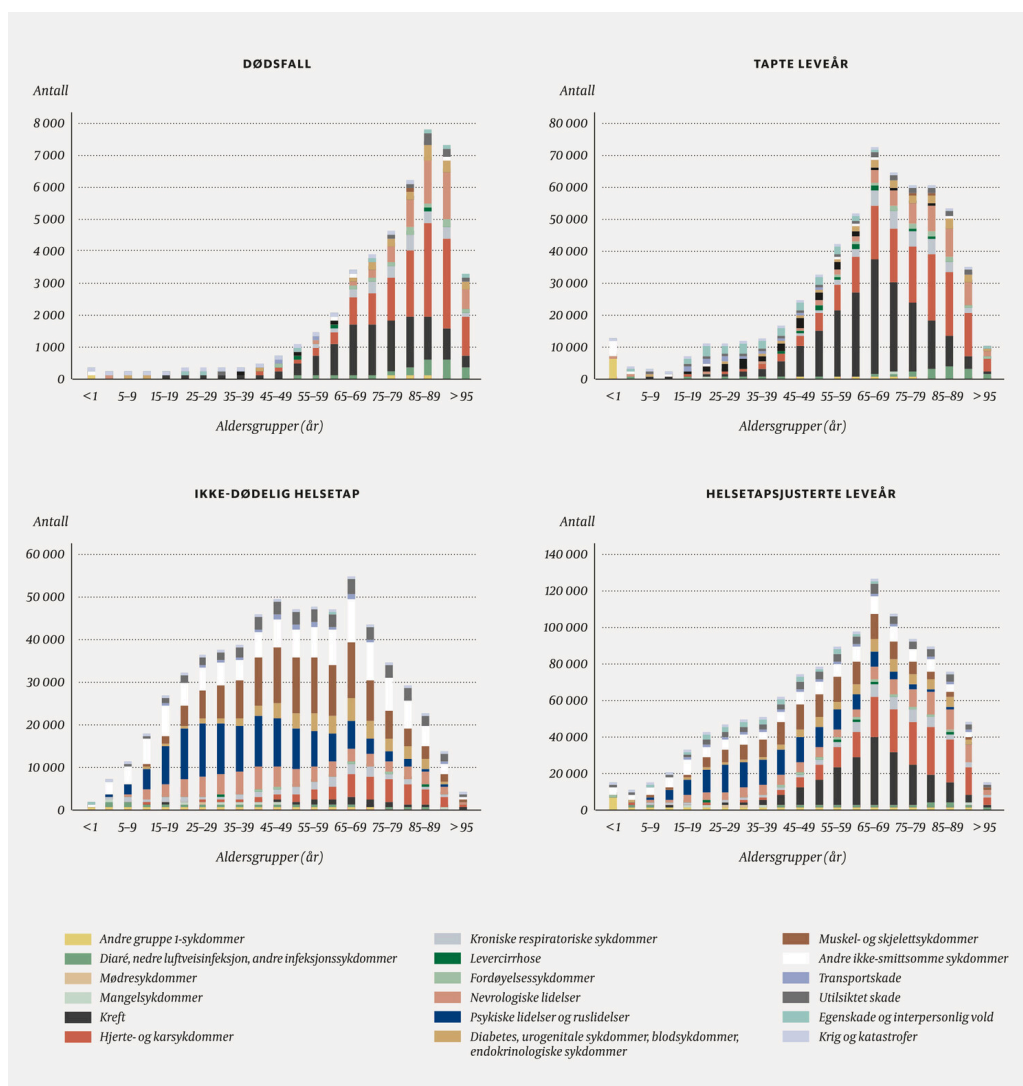 DØDSFALL
Antall
8 000
7 000
6 000
5 000
4 000
3 000
2 000
1 000
0
<1 5–9 15–19 25–29 35–39 45–49 55–59 65–69 75–79 85–89 > 95
Aldersgrupper (år)
TAPTE LEVEÅR
Antall
80 000
70 000
60 000
50 000
40 000
30 000
20 000
10 000
0
<1 5–9 15–19 25–29 35–39 45–49 55–59 65–69 75–79 85–89 > 95
Aldersgrupper (år)
IKKE-DØDELIG HELSETAP
Antall
60 000
50 000
40 000
30 000
20 000
10 000
0
<1 5–9 15–19 25–29 35–39 45–49 55–59 65–69 75–79 85–89 > 95
Aldersgrupper (år)
HELSETAPSJUSTERTE LEVEÅR
Antall
140 000
120 000
100 000
80 000
60 000
40 000
20 000
0
<1 5–9 15–19 25–29 35–39 45–49 55–59 65–69 75–79 85–89 > 95
Aldersgrupper (år)
Andre gruppe 1-sykdommer
Diaré, nedre luftveisinfeksjon, andre infeksjonssykdommer
Mødresykdommer
Mangelsykdommer
Kreft
Hjerte- og karsykdommer
Kroniske respiratoriske sykdommer
Levercirrhose
Fordøyelsessykdommer
Nevrologiske lidelser
Psykiske lidelser og ruslidelser
Diabetes, urogenitale sykdommer, blodsykdommer,
endokrinologiske sykdommer
Muskel- og skjelettsykdommer
Andre ikke-smittsomme sykdommer
Transportskade
Utilsiktet skade
Egenskade og interpersonlig vold
Krig og katastrofer